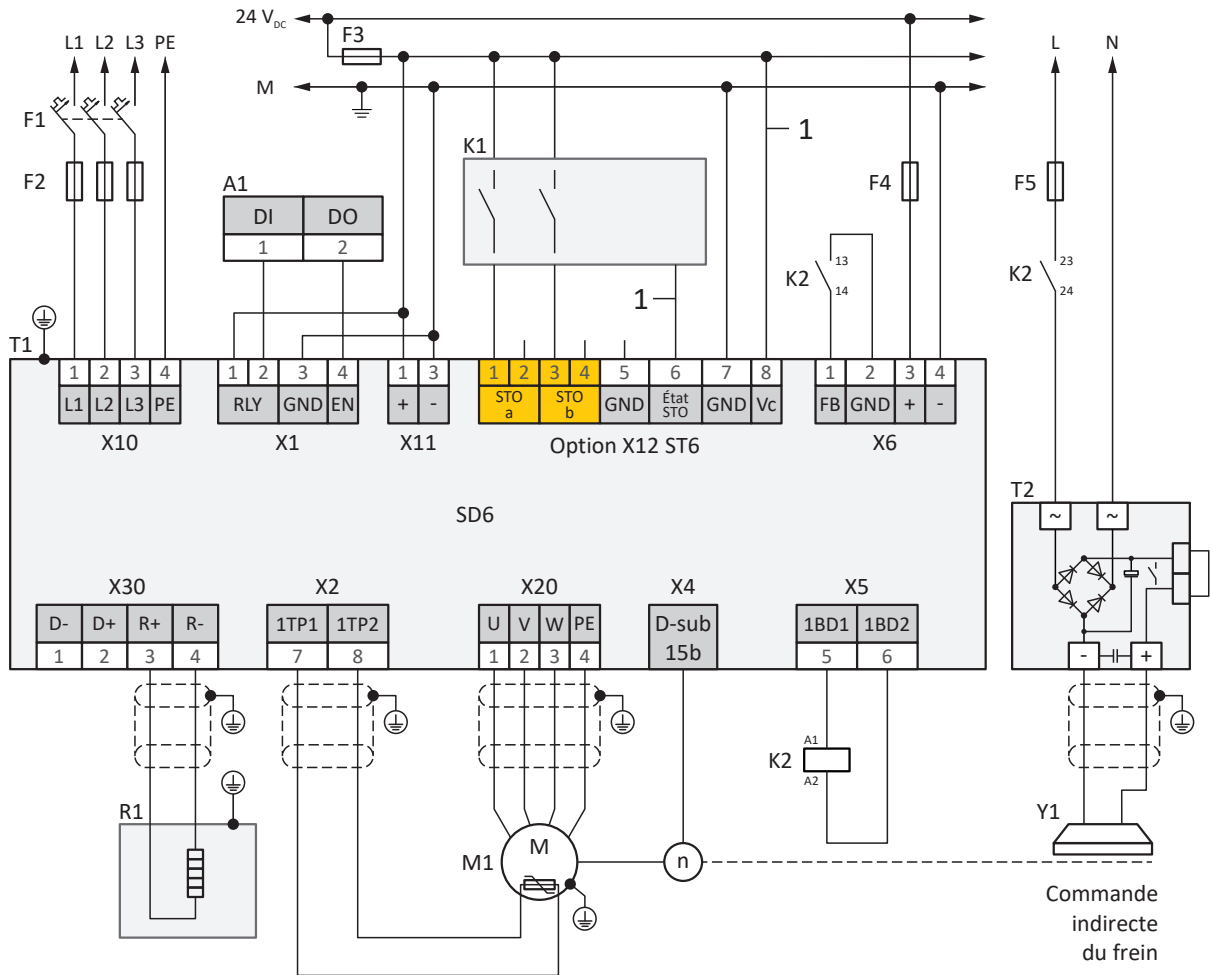 24 V DC
F3
L1 L2 L3 PE
L N
M
F1
1
K1
F2
A1
F4
F5
DI DO
1 2
K2 13
14
K2 23
24
1
T1
1 2 3 4
1 2 3 4
1 3
1 2 3 4 5 6 7 8
1 2 3 4
L1 L2 L3 PE
RLY GND EN
+ -
STO a
STO b
GND
État STO
GND
Vc
FB GND + -
X10
X1
X11
Option X12 ST6
X6
T2
~ ~
SD6
X30
X2
X20
X4
X5
D- D+ R+ R-
1TP1 1TP2
U V W PE
D-sub
15b
1BD1 1BD2
1 2 3 4
7 8
1 2 3 4
5 6
- +
A1
K2
A2
R1
Y1
M1
M
n
Commande
indirecte
du frein